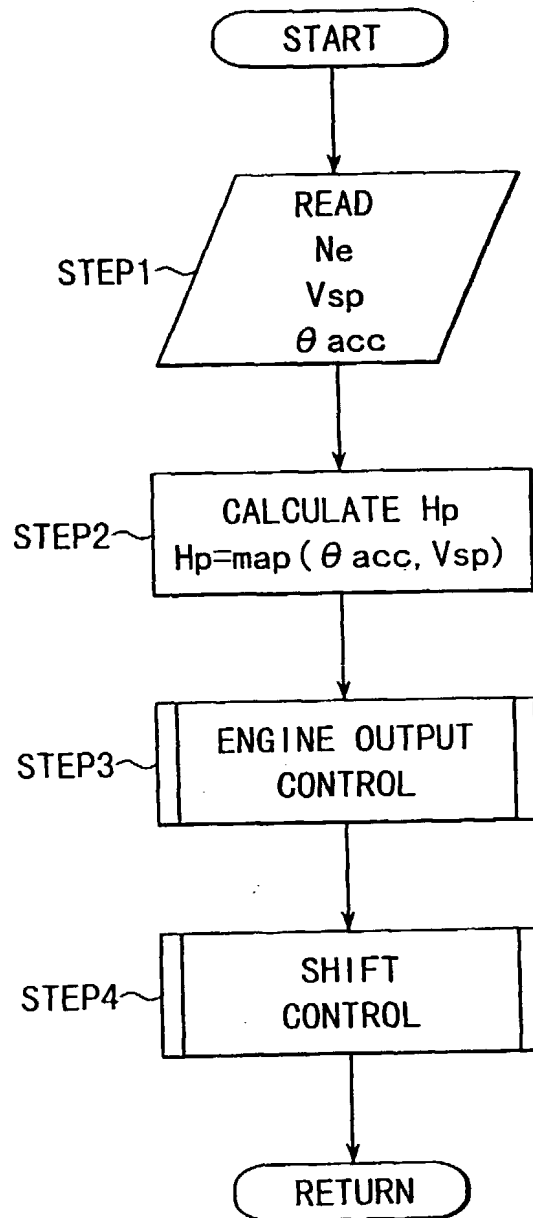 START
STEP1
READ
Ne
Vsp
θ acc
STEP2
CALCULATE Hp
Hp=map(θ acc, Vsp)
STEP3
ENGINE OUTPUT
CONTROL
STEP4
SHIFT
CONTROL
RETURN